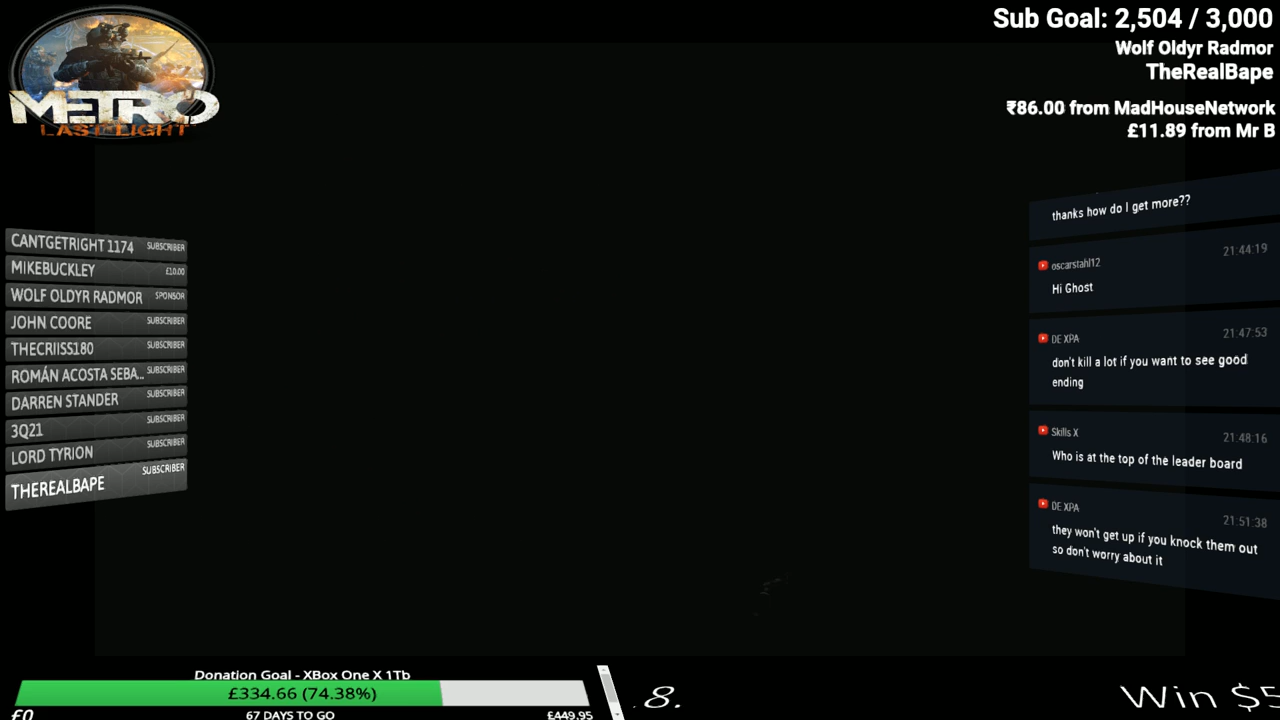 METRO
LAST LIGHT
Sub Goal: 2,504 / 3,000
Wolf Oldyr Radmor
TheRealBape
₹86.00 from MadHouseNetwork
£11.89 from Mr B
CANTGETRIGHT 1174 SUBSCRIBER
MIKEBUCKLEY £10.00
WOLF OLDYR RADMOR SPONSOR
JOHN COORE SUBSCRIBER
THECRIISS180 SUBSCRIBER
ROMÁN ACOSTA SEBA... SUBSCRIBER
DARREN STANDER SUBSCRIBER
3Q21 SUBSCRIBER
LORD TYRION SUBSCRIBER
THEREALBAPE SUBSCRIBER
thanks how do I get more??
oscarstahl12 21:44:19
Hi Ghost
DE XPA 21:47:53
don't kill a lot if you want to see good
ending
Skills X 21:48:16
Who is at the top of the leader board
DE XPA 21:51:38
they won't get up if you knock them out
so don't worry about it
Donation Goal - XBox One X 1Tb
£334.66 (74.38%)
£0 67 DAYS TO GO £449.95
.8. Win $5